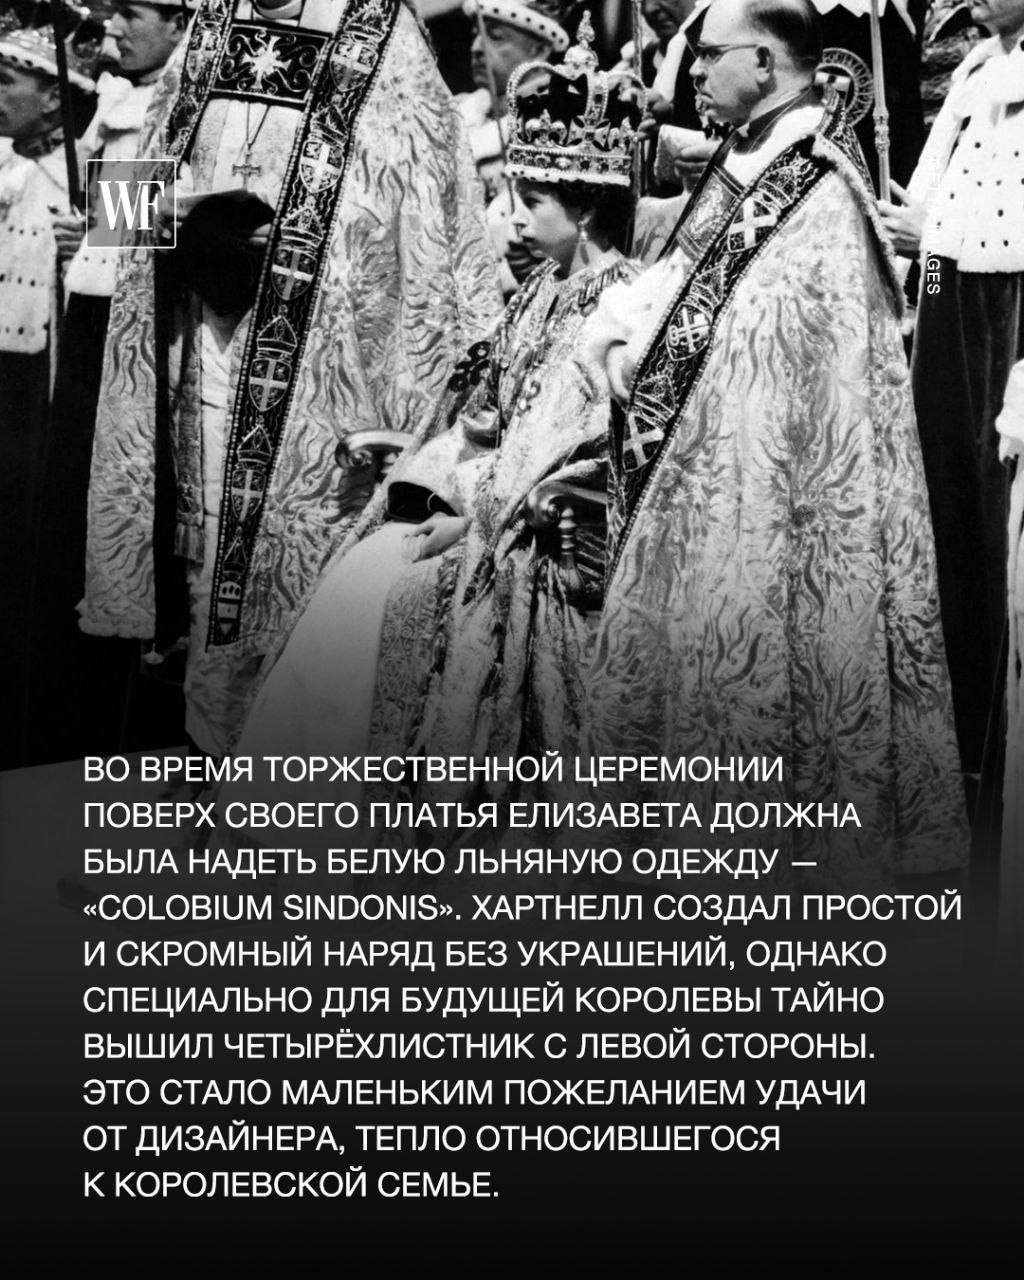 WF
AGES
ВО ВРЕМЯ ТОРЖЕСТВЕННОЙ ЦЕРЕМОНИИ
ПОВЕРХ СВОЕГО ПЛАТЬЯ ЕЛИЗАВЕТА ДОЛЖНА
БЫЛА НАДЕТЬ БЕЛУЮ ЛЬНЯНУЮ ОДЕЖДУ —
«COLOBIUM SINDONIS». ХАРТНЕЛЛ СОЗДАЛ ПРОСТОЙ
И СКРОМНЫЙ НАРЯД БЕЗ УКРАШЕНИЙ, ОДНАКО
СПЕЦИАЛЬНО ДЛЯ БУДУЩЕЙ КОРОЛЕВЫ ТАЙНО
ВЫШИЛ ЧЕТЫРЁХЛИСТНИК С ЛЕВОЙ СТОРОНЫ.
ЭТО СТАЛО МАЛЕНЬКИМ ПОЖЕЛАНИЕМ УДАЧИ
ОТ ДИЗАЙНЕРА, ТЕПЛО ОТНОСИВШЕГОСЯ
К КОРОЛЕВСКОЙ СЕМЬЕ.